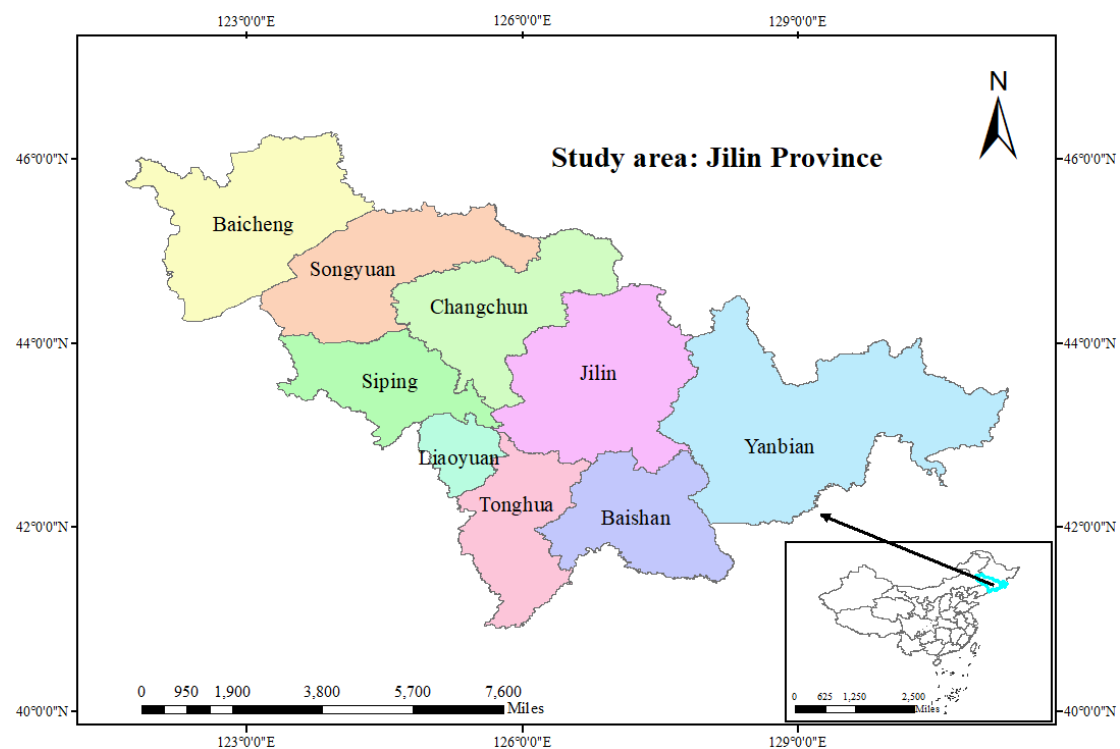 123°0'0"E 126°0'0"E 129°0'0"E
N
46°0'0"N 46°0'0"N
Study area: Jilin Province
Baicheng
Songyuan
Changchun
44°0'0"N 44°0'0"N
Jilin
Siping
Yanbian
Liaoyuan
Tonghua
Baishan
42°0'0"N 42°0'0"N
0 950 1,900 3,800 5,700 7,600
Miles
0 625 1,250 2,500
Miles
40°0'0"N 40°0'0"N
123°0'0"E 126°0'0"E 129°0'0"E